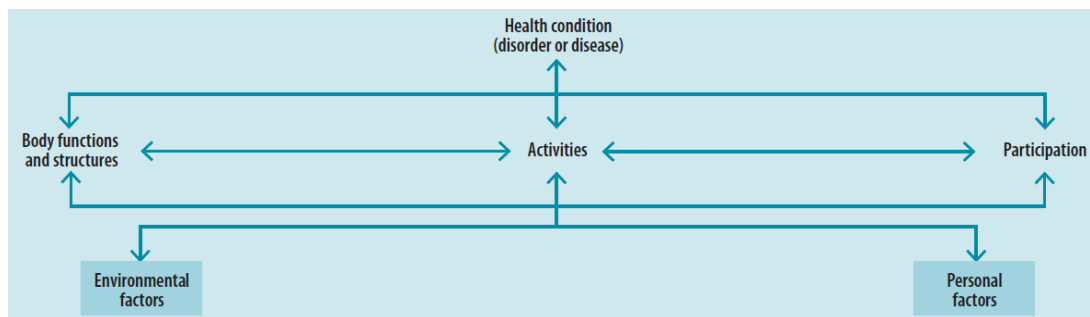 Health condition
(disorder or disease)
Body functions
and structures
Activities
Participation
Environmental
factors
Personal
factors